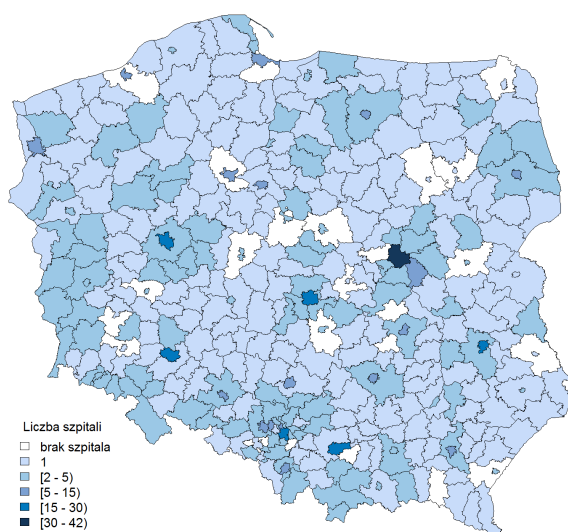 Liczba szpitali
brak szpitala
1
[2 - 5)
[5 - 15)
[15 - 30)
[30 - 42)